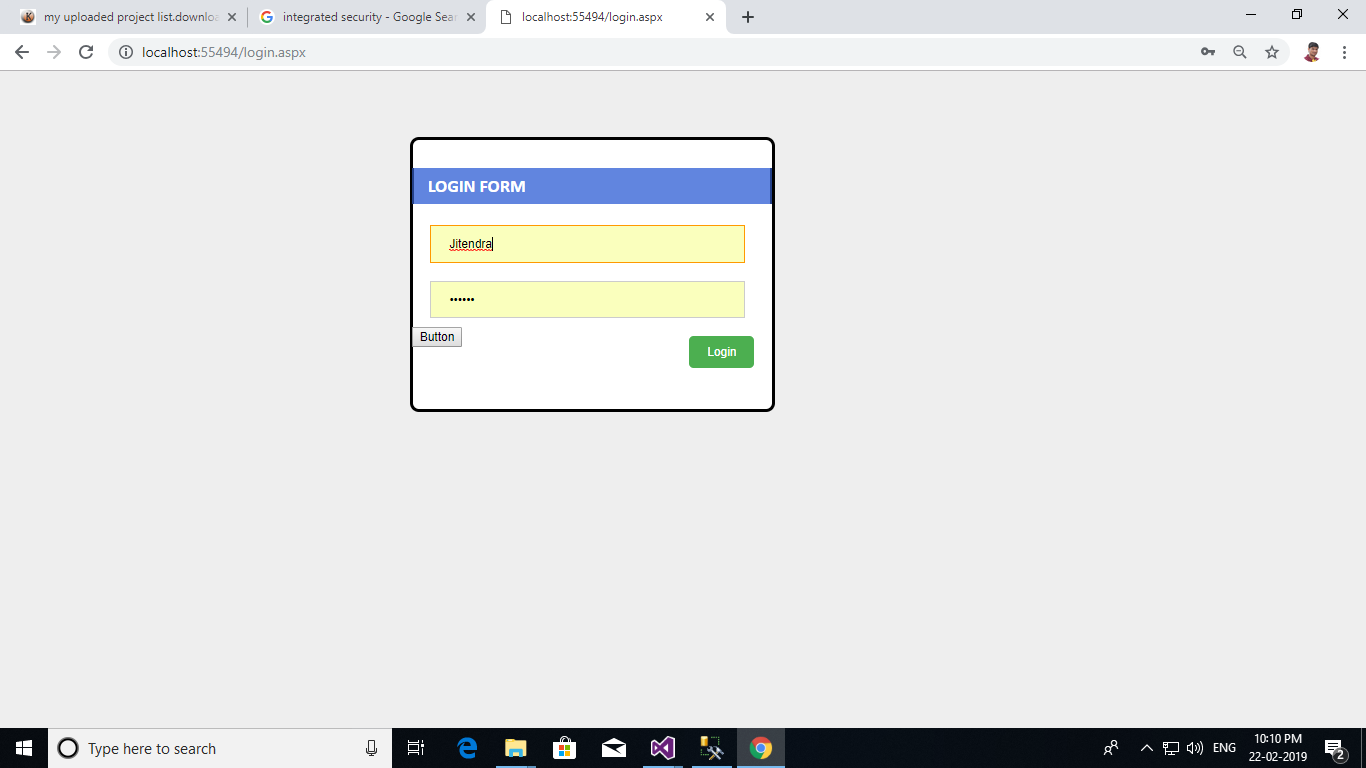 my uploaded project list.downloa
integrated security - Google Sear
localhost:55494/login.aspx
localhost:55494/login.aspx
LOGIN FORM
Jitendra
••••••
Button
Login
Type here to search
ENG
10:10 PM
22-02-2019
2